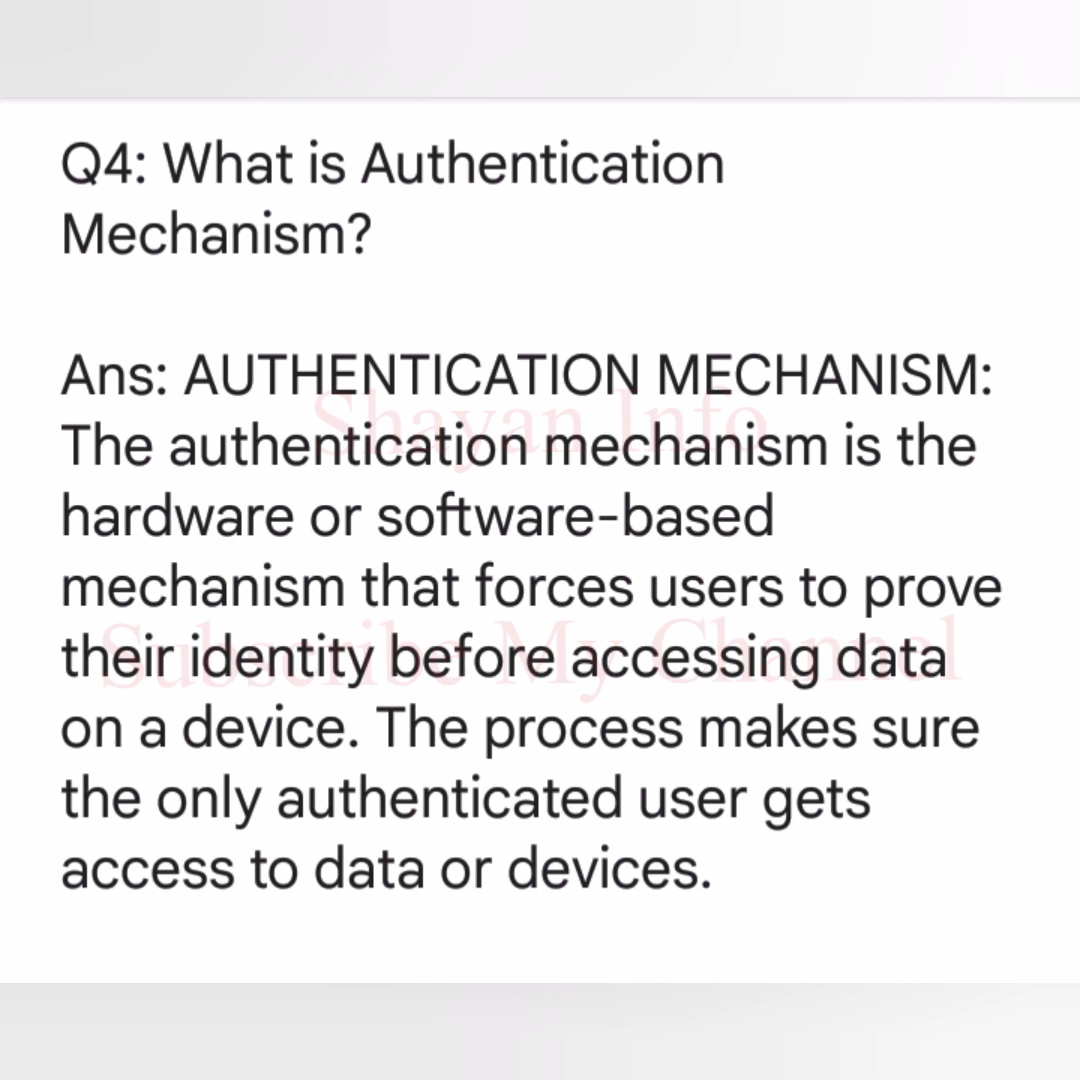 Q4: What is Authentication
Mechanism?
Ans: AUTHENTICATION MECHANISM:
Shayan Info
The authentication mechanism is the
hardware or software-based
mechanism that forces users to prove
Subscribe My Channel
their identity before accessing data
on a device. The process makes sure
the only authenticated user gets
access to data or devices.